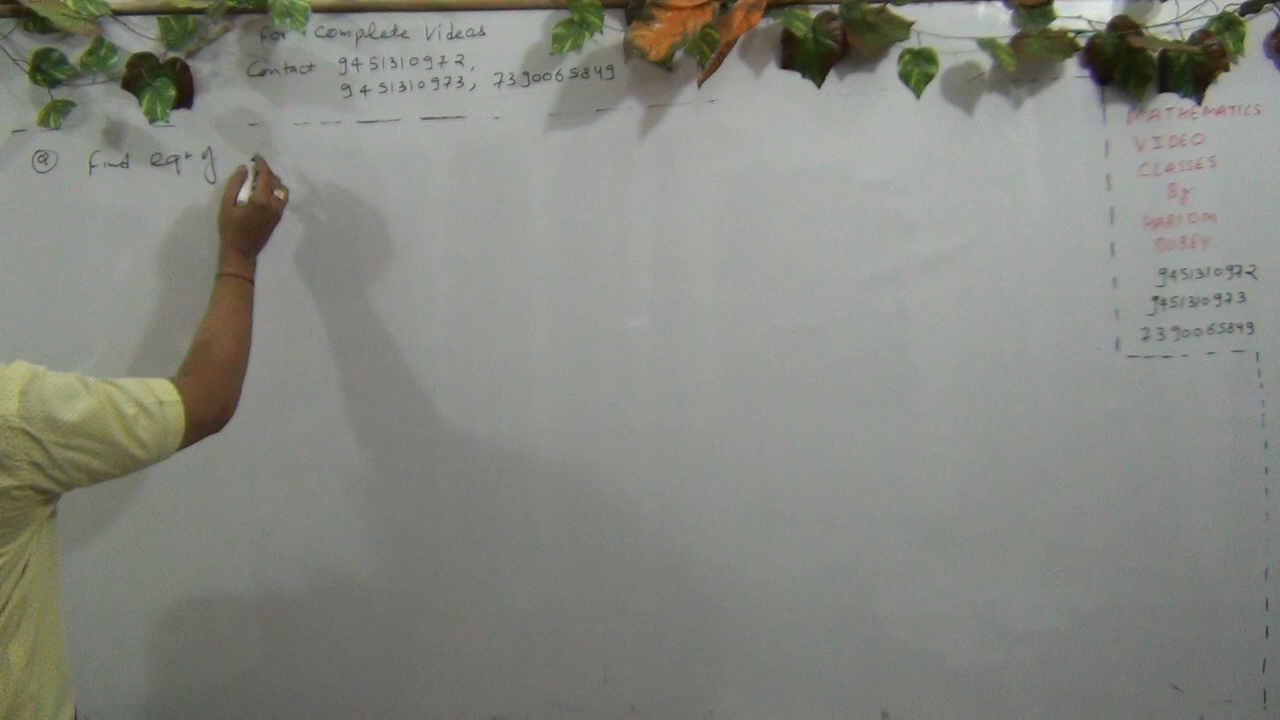 For Complete Videos
Contact 9451310972,
9451310973, 7390065849
Q Find eqn of
MATHEMATICS
VIDEO
CLASSES
By
HARIOM
DUBEY
9451310972
9451310973
7390065849